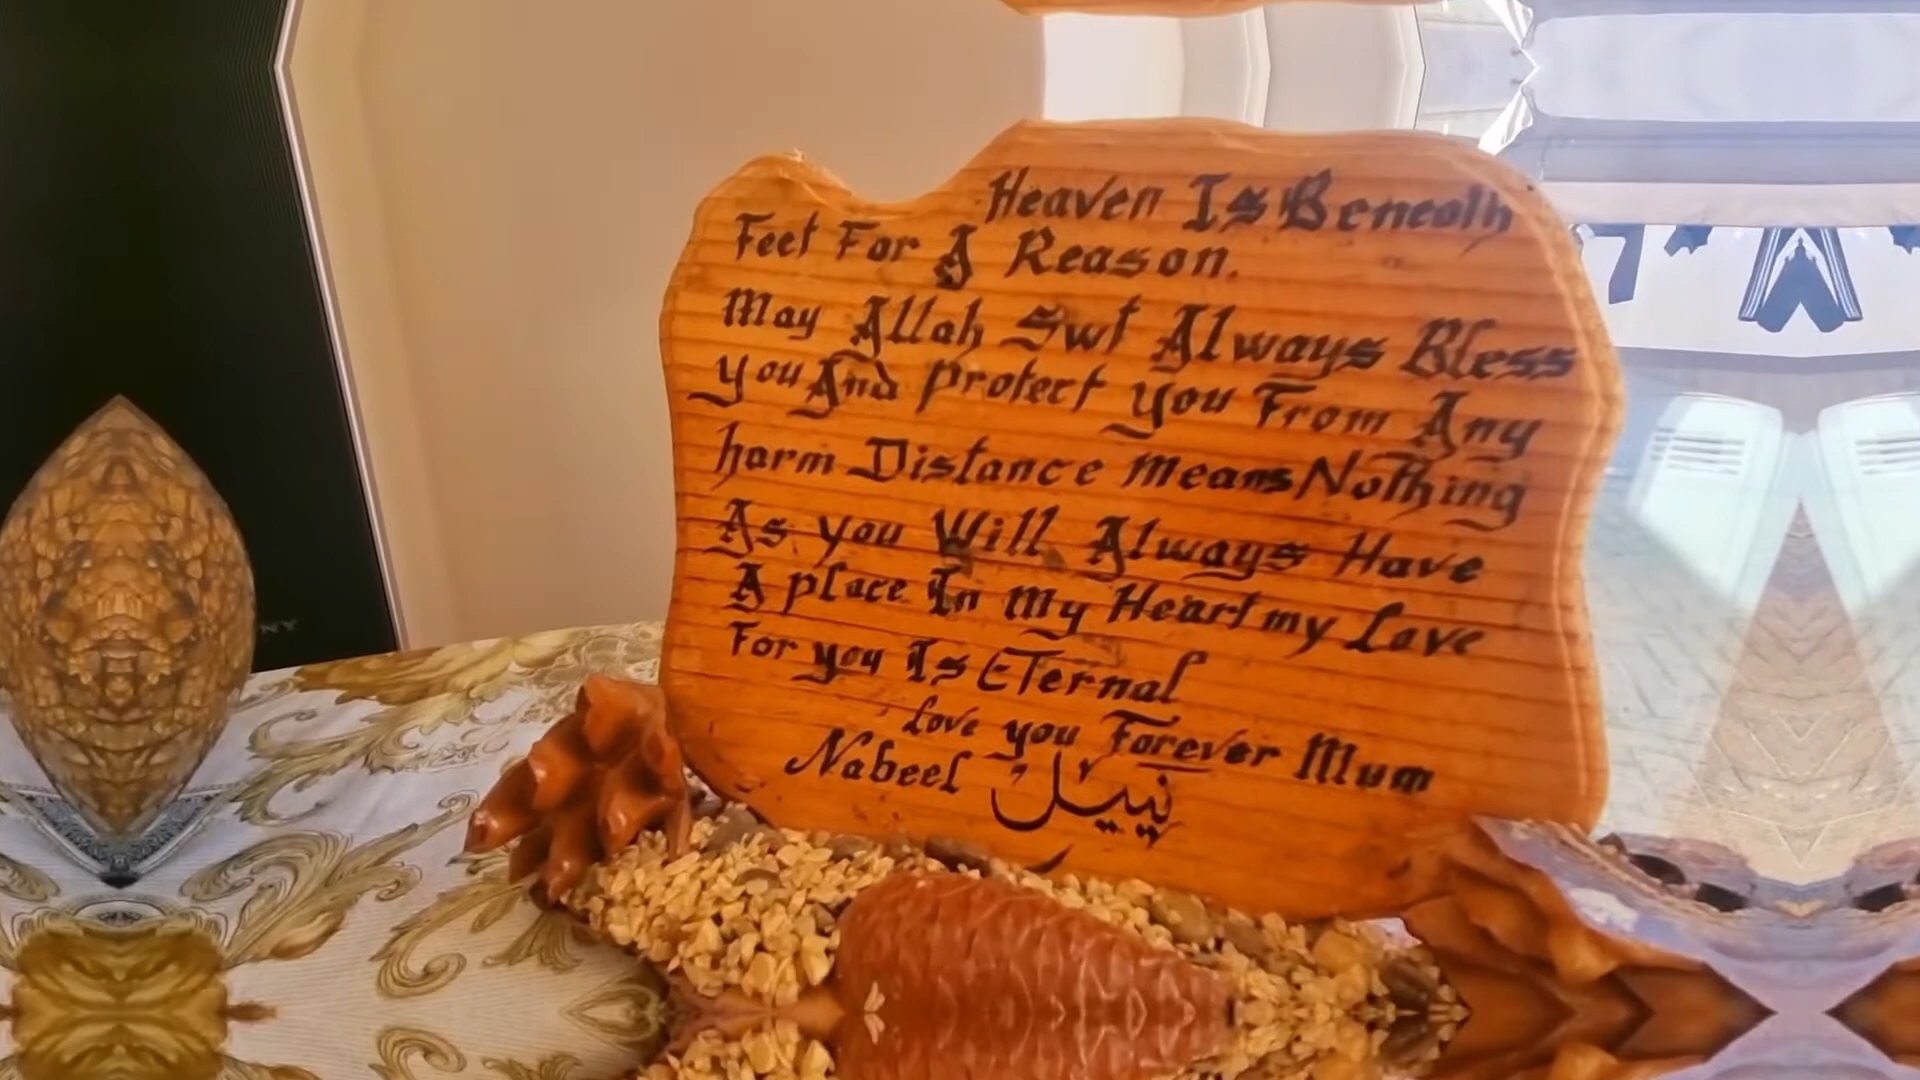 Heaven Is Beneath
Feet For A Reason.
May Allah Swt Always Bless
you And protect you From Any
harm Distance means Nothing
As you Will Always Have
A place In my Heart my Love
For you Is ETernal
Love you Forever Mum
Nabeel نبيل